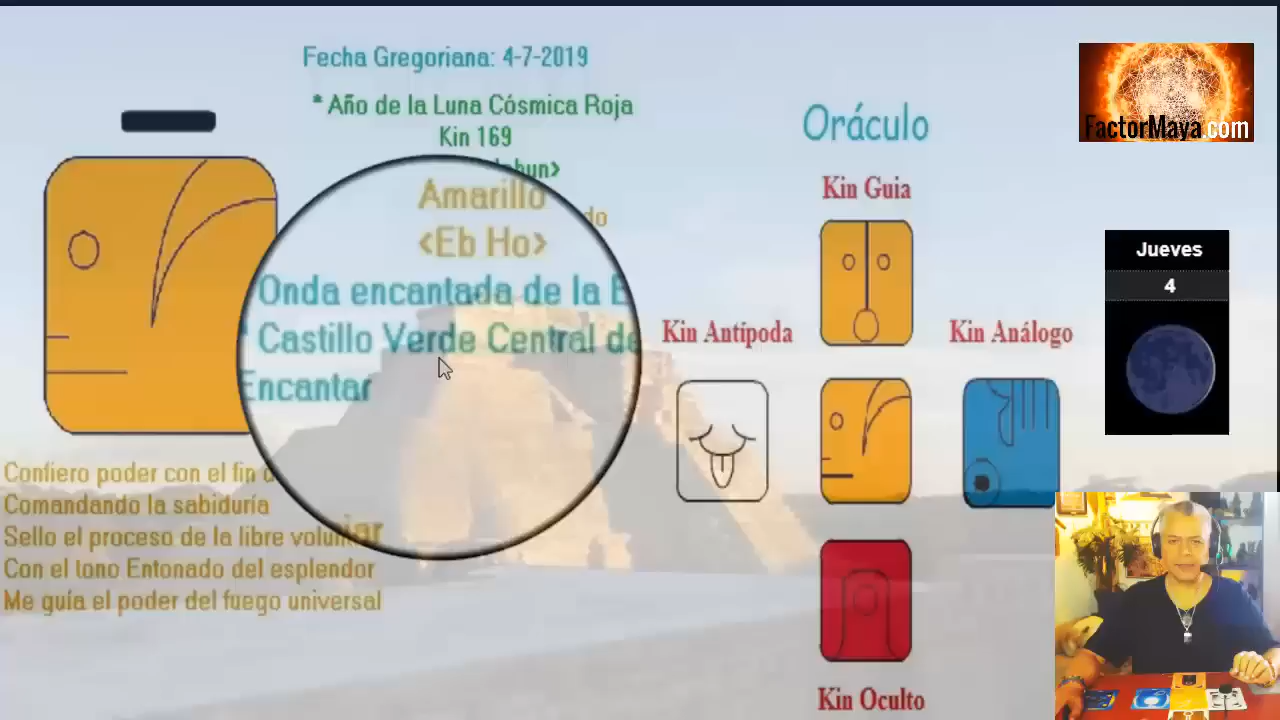 Fecha Gregoriana: 4-7-2019
* Año de la Luna Cósmica Roja
Kin 169
Amarillo
<Eb Ho>
Onda encantada de la
Castillo Verde Central de
Encantar
Confiero poder con el fin
Comandando la sabiduría
Sello el proceso de la libre
Con el tono Entonado del esplendor
Me guía el poder del fuego universal
Oráculo
Kin Guia
Kin Antípoda
Kin Análogo
Kin Oculto
FactorMaya.com
Jueves
4